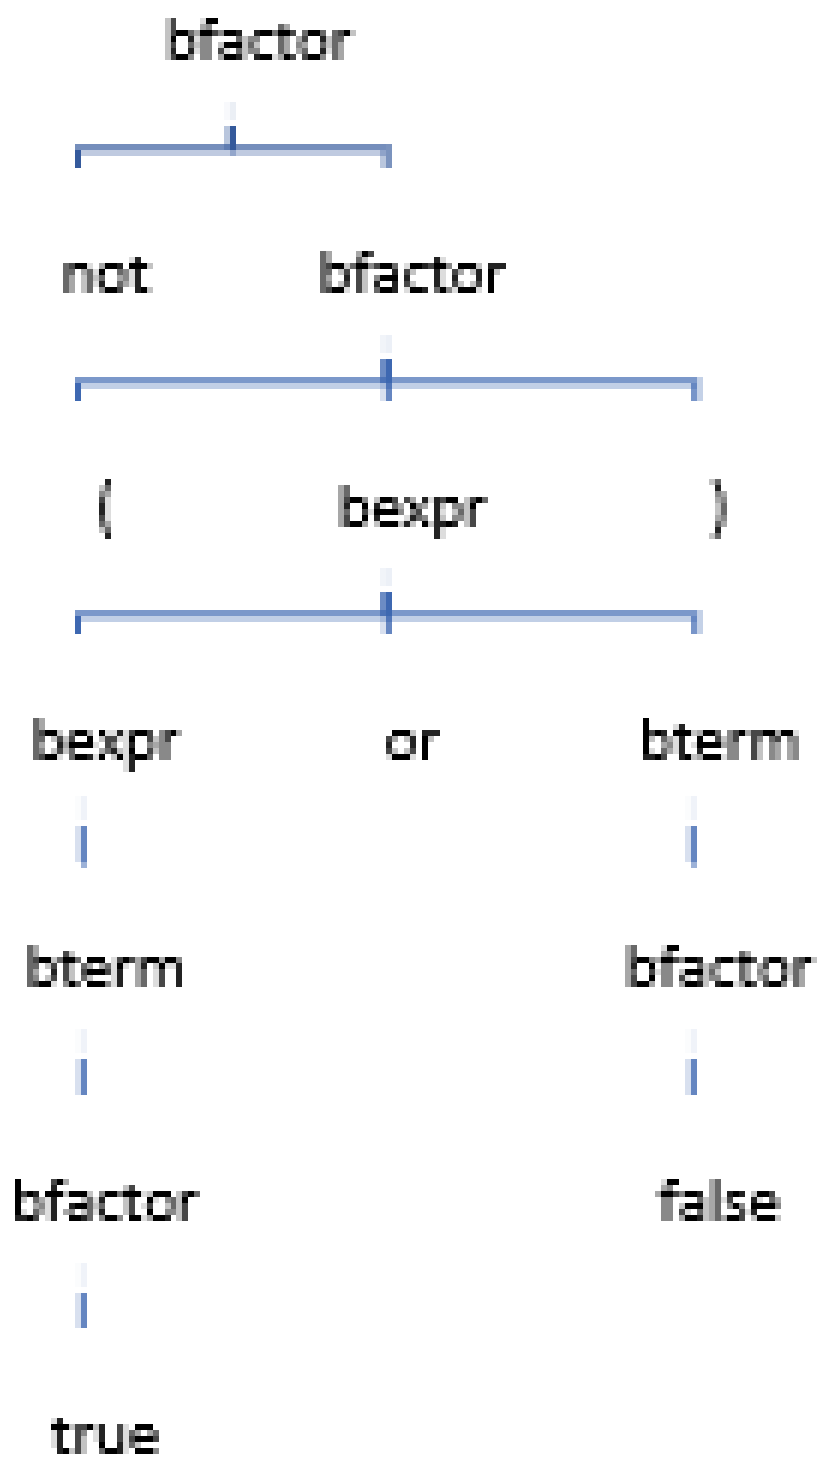 bfactor
not bfactor
( bexpr )
bexpr or bterm
bterm bfactor
bfactor false
true